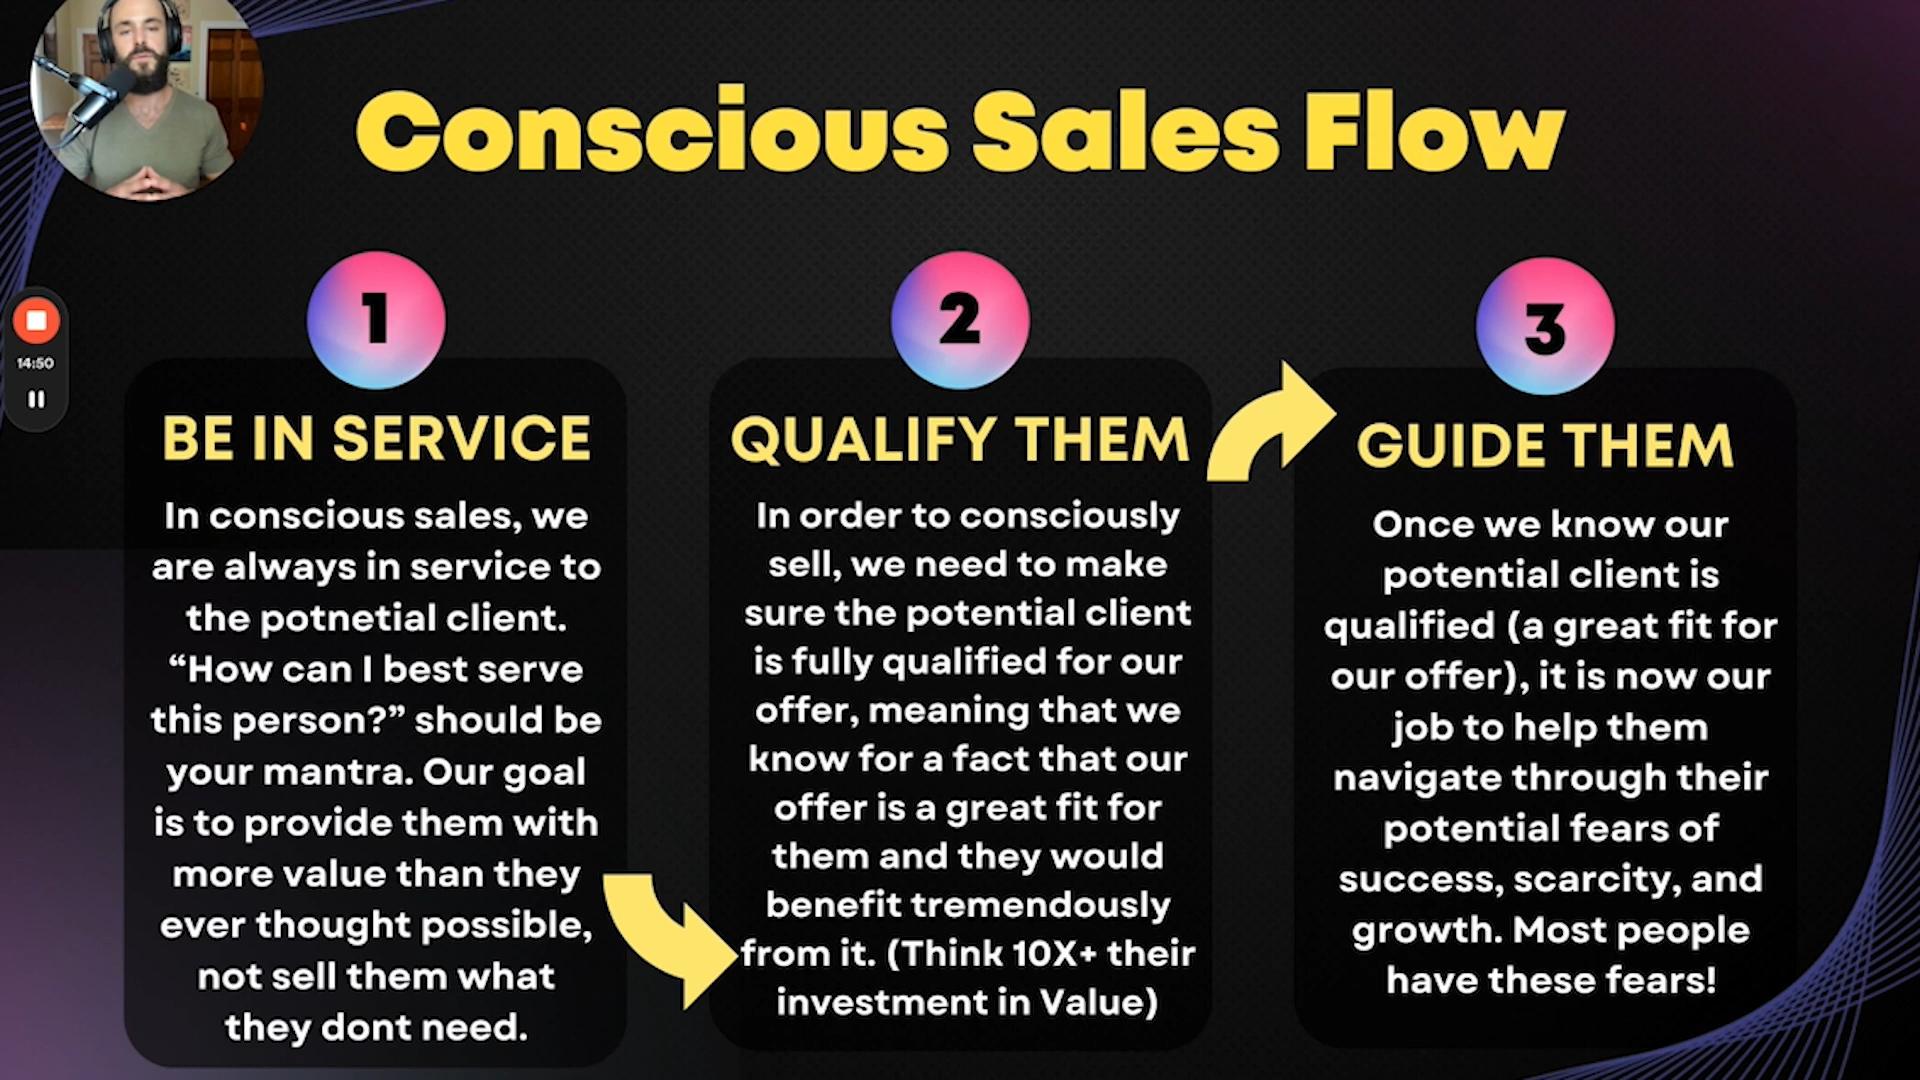 Conscious Sales Flow
14:50
1
BE IN SERVICE
In conscious sales, we
are always in service to
the potnetial client.
“How can I best serve
this person?” should be
your mantra. Our goal
is to provide them with
more value than they
ever thought possible,
not sell them what
they dont need.
2
QUALIFY THEM
In order to consciously
sell, we need to make
sure the potential client
is fully qualified for our
offer, meaning that we
know for a fact that our
offer is a great fit for
them and they would
benefit tremendously
from it. (Think 10X+ their
investment in Value)
3
GUIDE THEM
Once we know our
potential client is
qualified (a great fit for
our offer), it is now our
job to help them
navigate through their
potential fears of
success, scarcity, and
growth. Most people
have these fears!